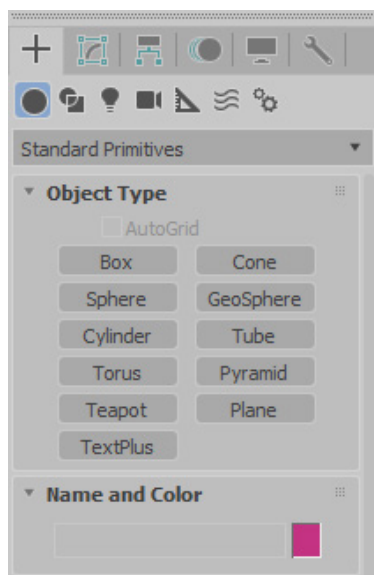 Standard Primitives
Object Type
AutoGrid
Box Cone
Sphere GeoSphere
Cylinder Tube
Torus Pyramid
Teapot Plane
TextPlus
Name and Color